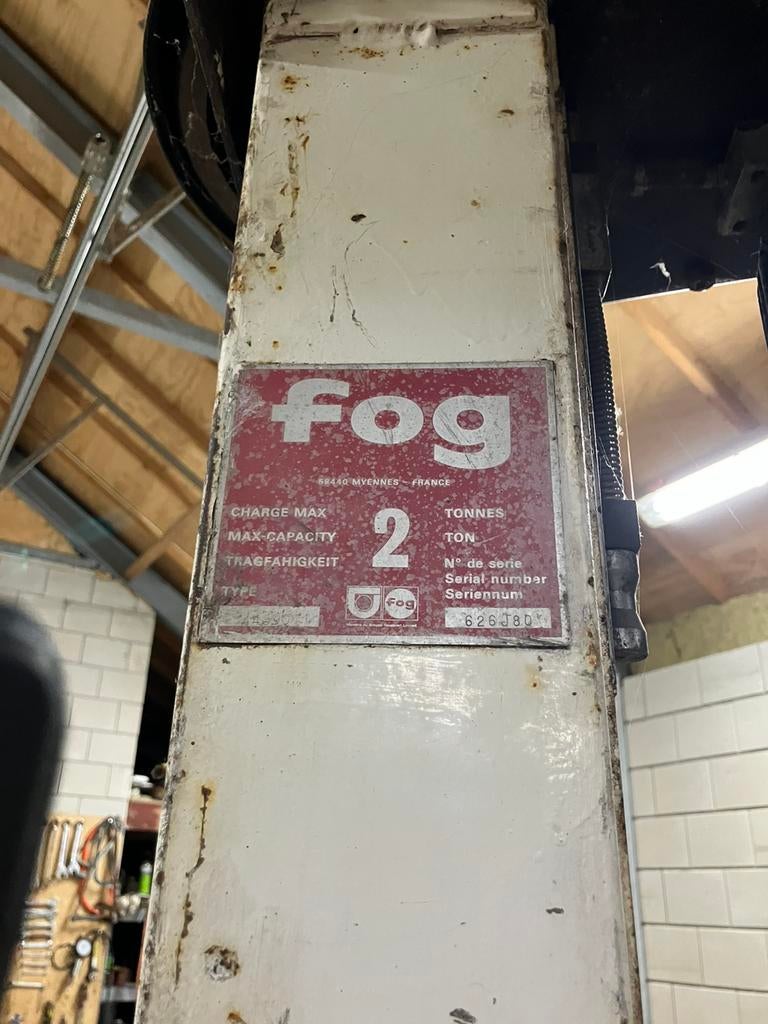 fog
58440 MYENNES - FRANCE
CHARGE MAX 2 TONNES
MAX-CAPACITY TON
TRAGFAHIGKEIT N° de serie
Serial number
TYPE Seriennum
fog
626J80